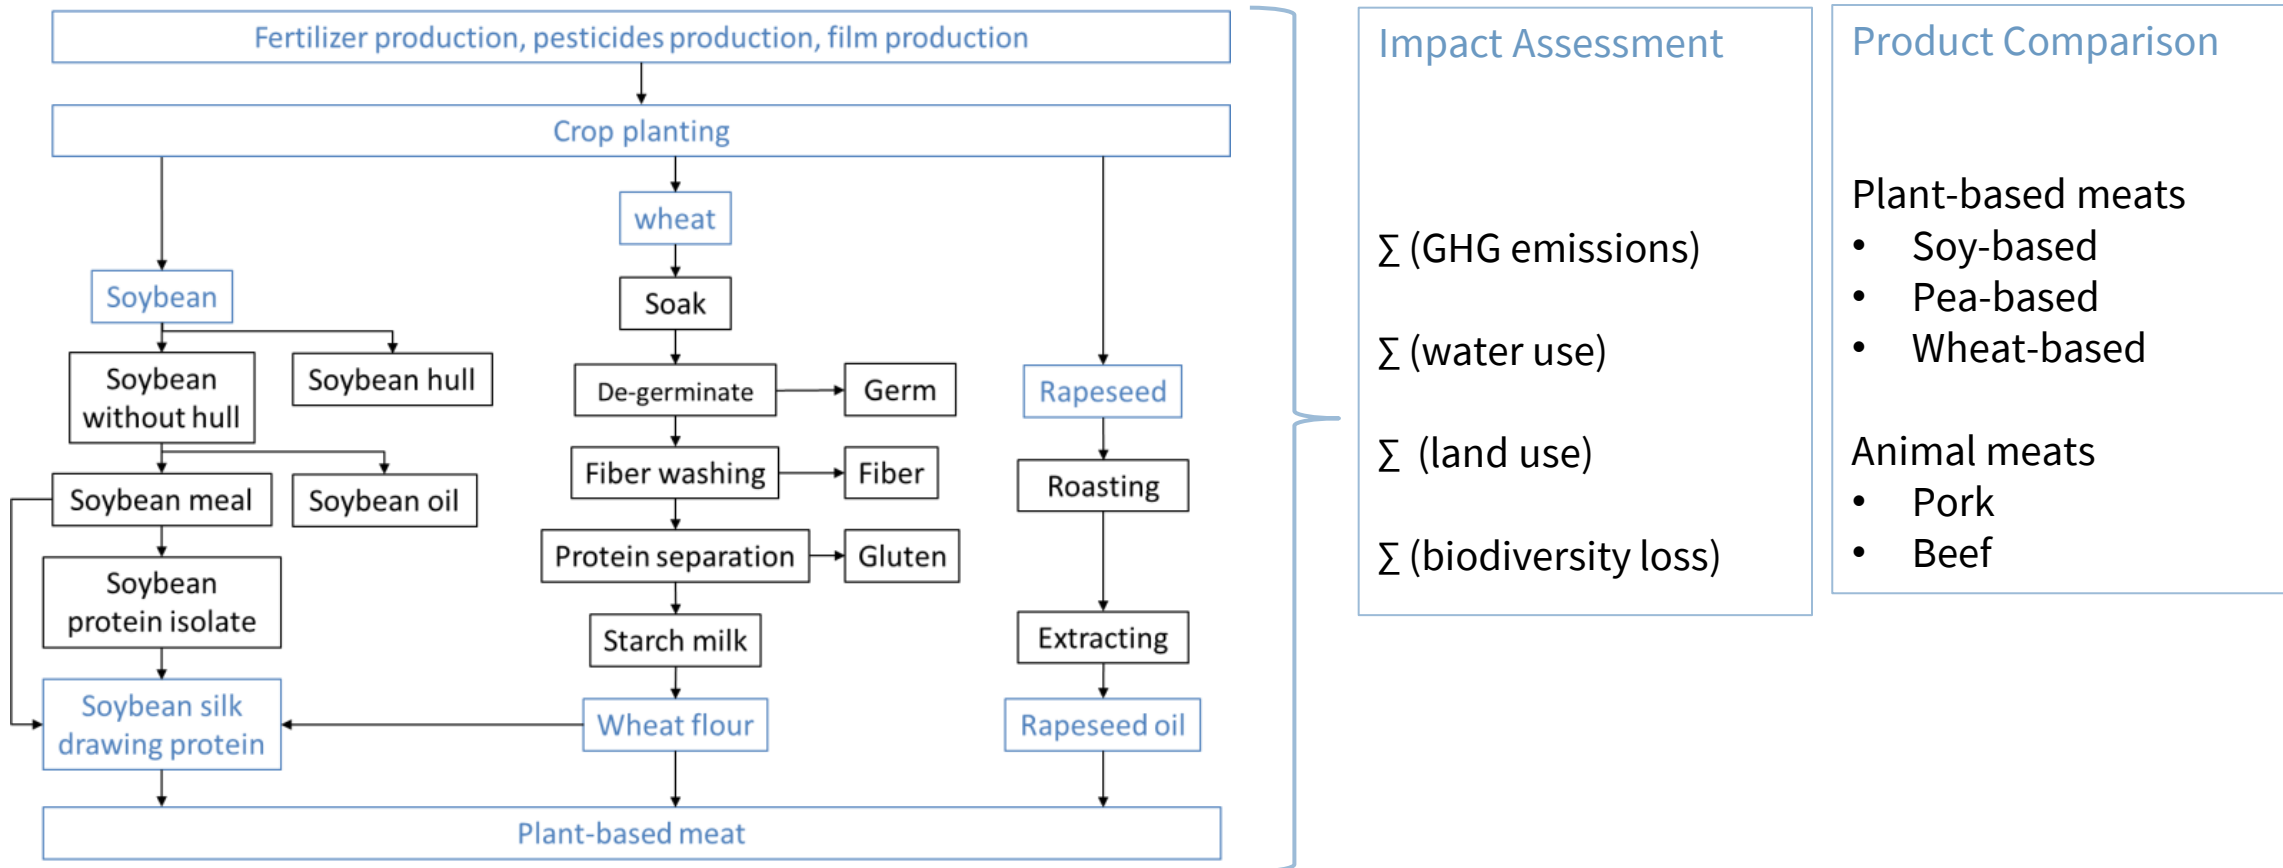 Fertilizer production, pesticides production, film production
Crop planting
wheat
Soybean
Soak
Soybean
without hull
Soybean hull
De-germinate
Germ
Rapeseed
Fiber washing
Fiber
Roasting
Soybean meal
Soybean oil
Protein separation
Gluten
Soybean
protein isolate
Starch milk
Extracting
Soybean silk
drawing protein
Wheat flour
Rapeseed oil
Plant-based meat
Impact Assessment
∑ (GHG emissions)
∑ (water use)
∑ (land use)
∑ (biodiversity loss)
Product Comparison
Plant-based meats
• Soy-based
• Pea-based
• Wheat-based
Animal meats
• Pork
• Beef